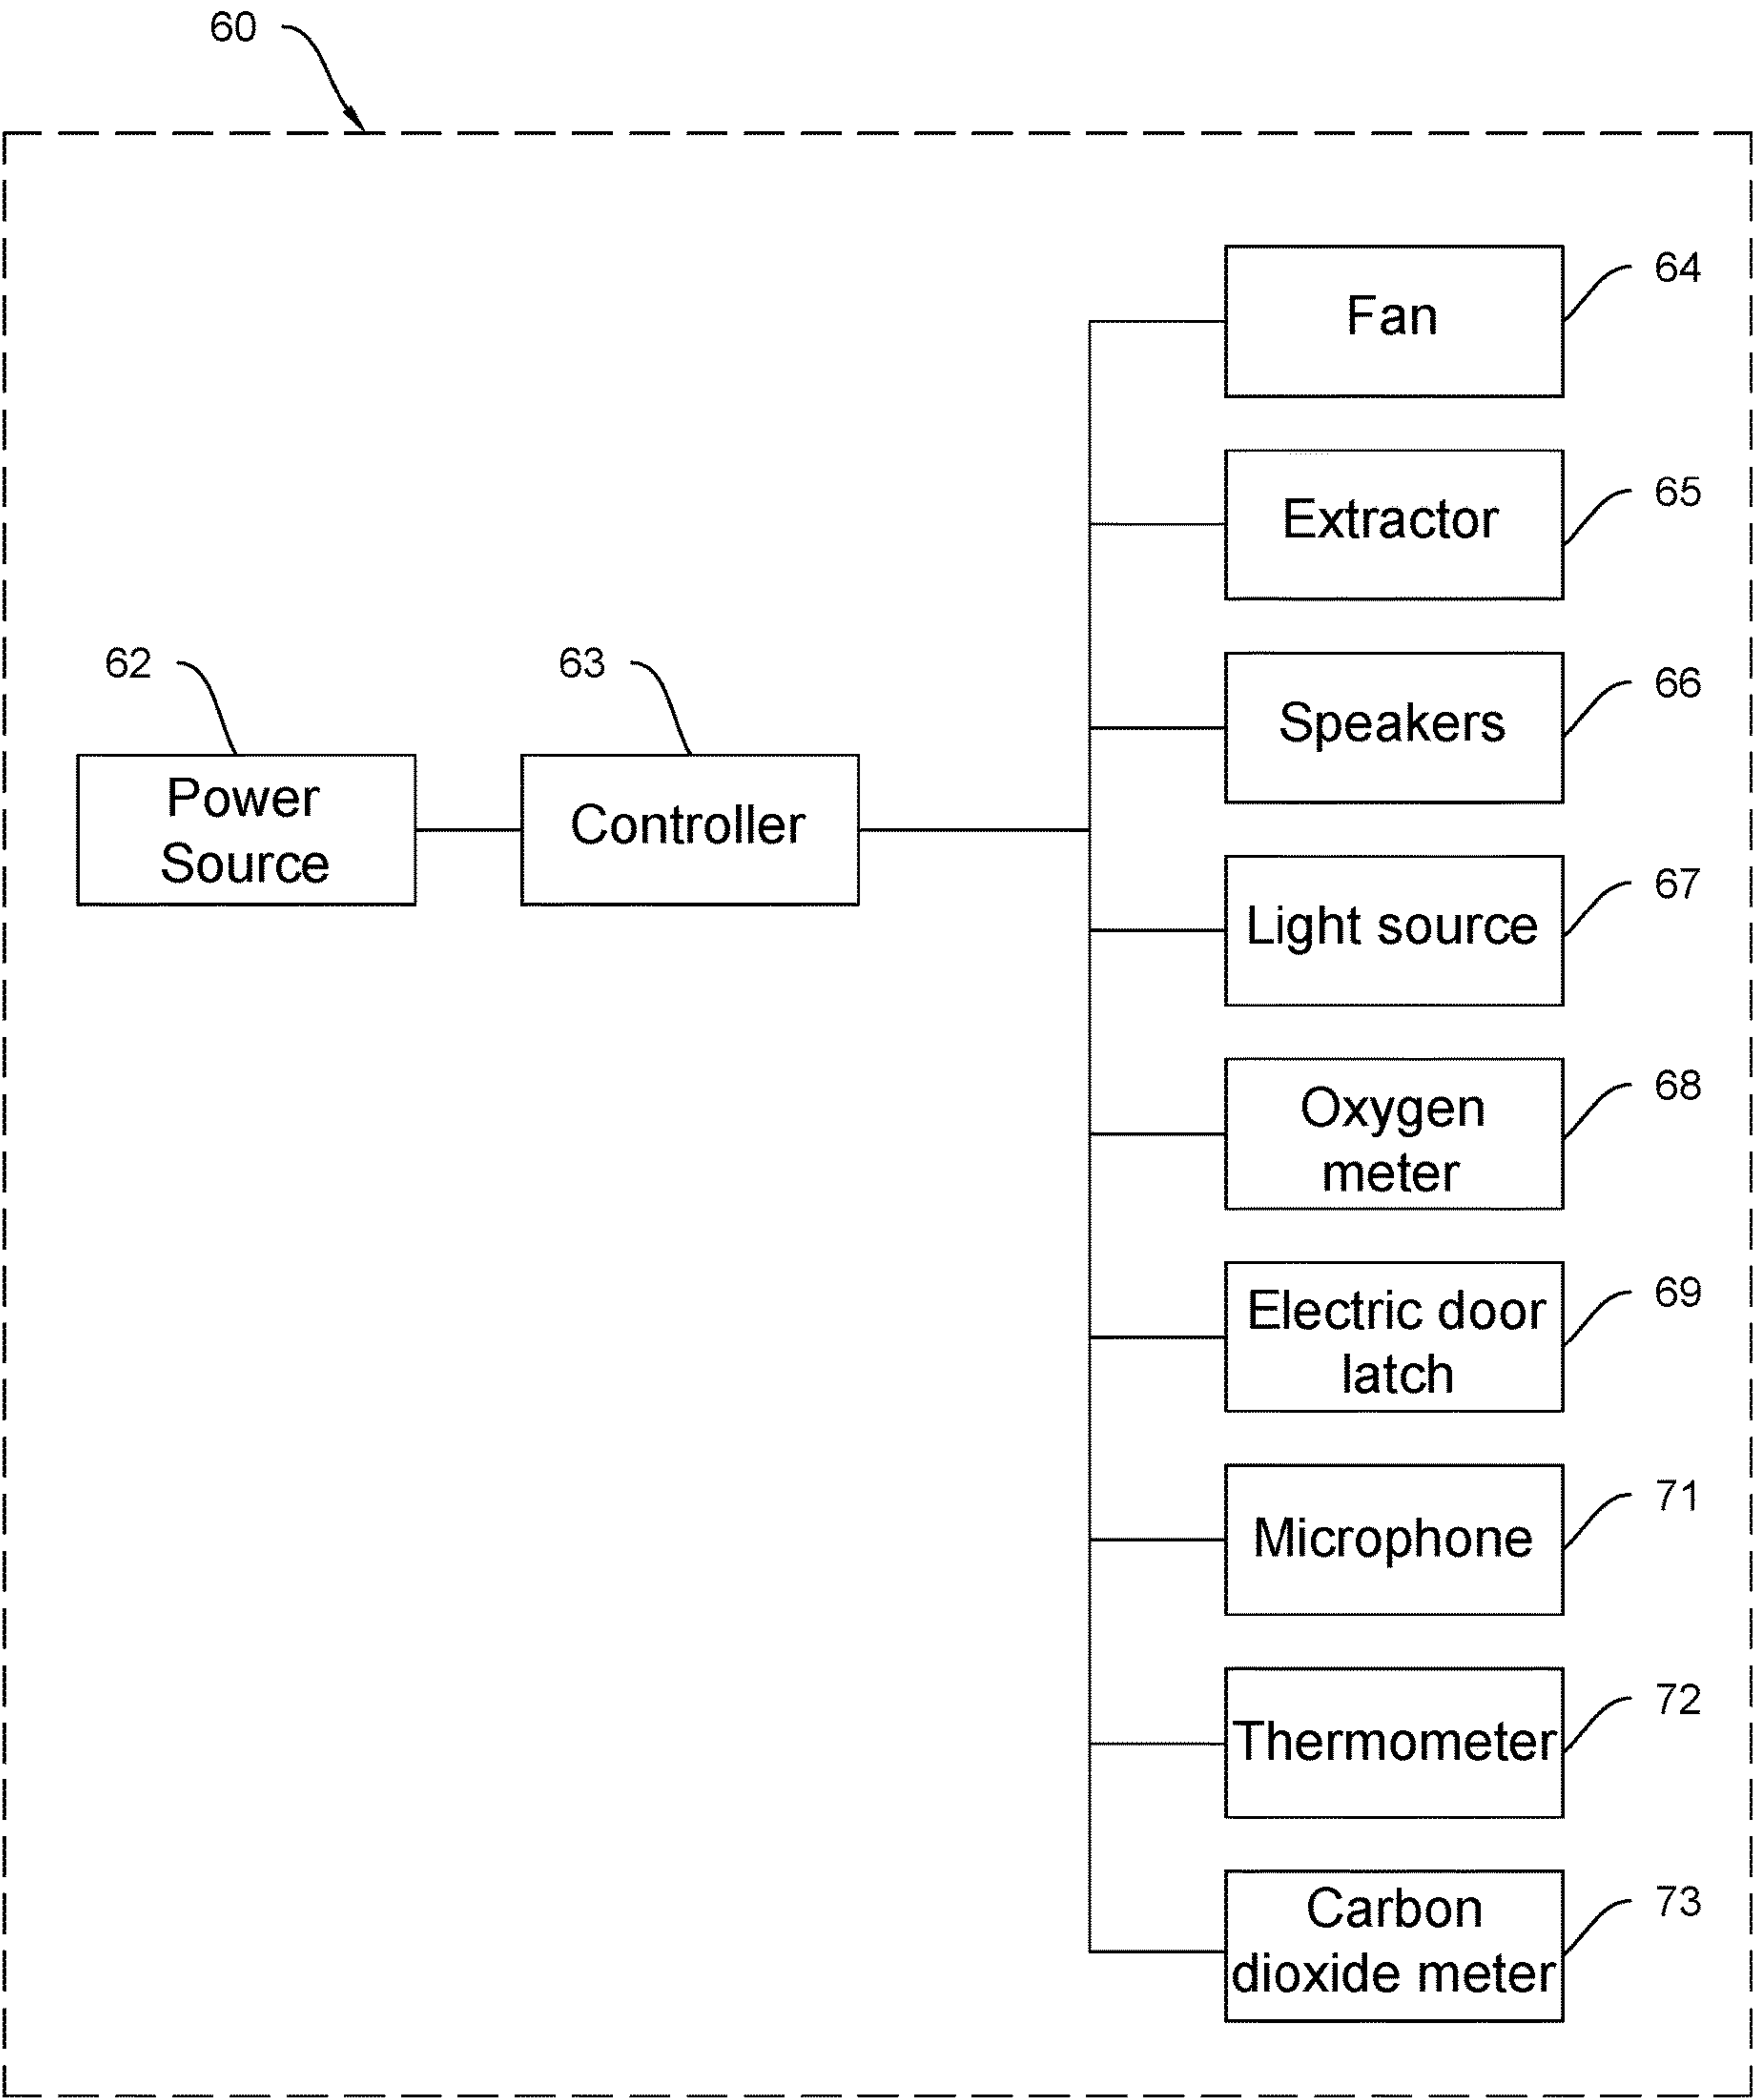 60
Fan
64
Extractor
65
62
63
Speakers
66
Power
Source
Controller
Light source
67
Oxygen
meter
68
Electric door
latch
69
Microphone
71
Thermometer
72
Carbon
dioxide meter
73